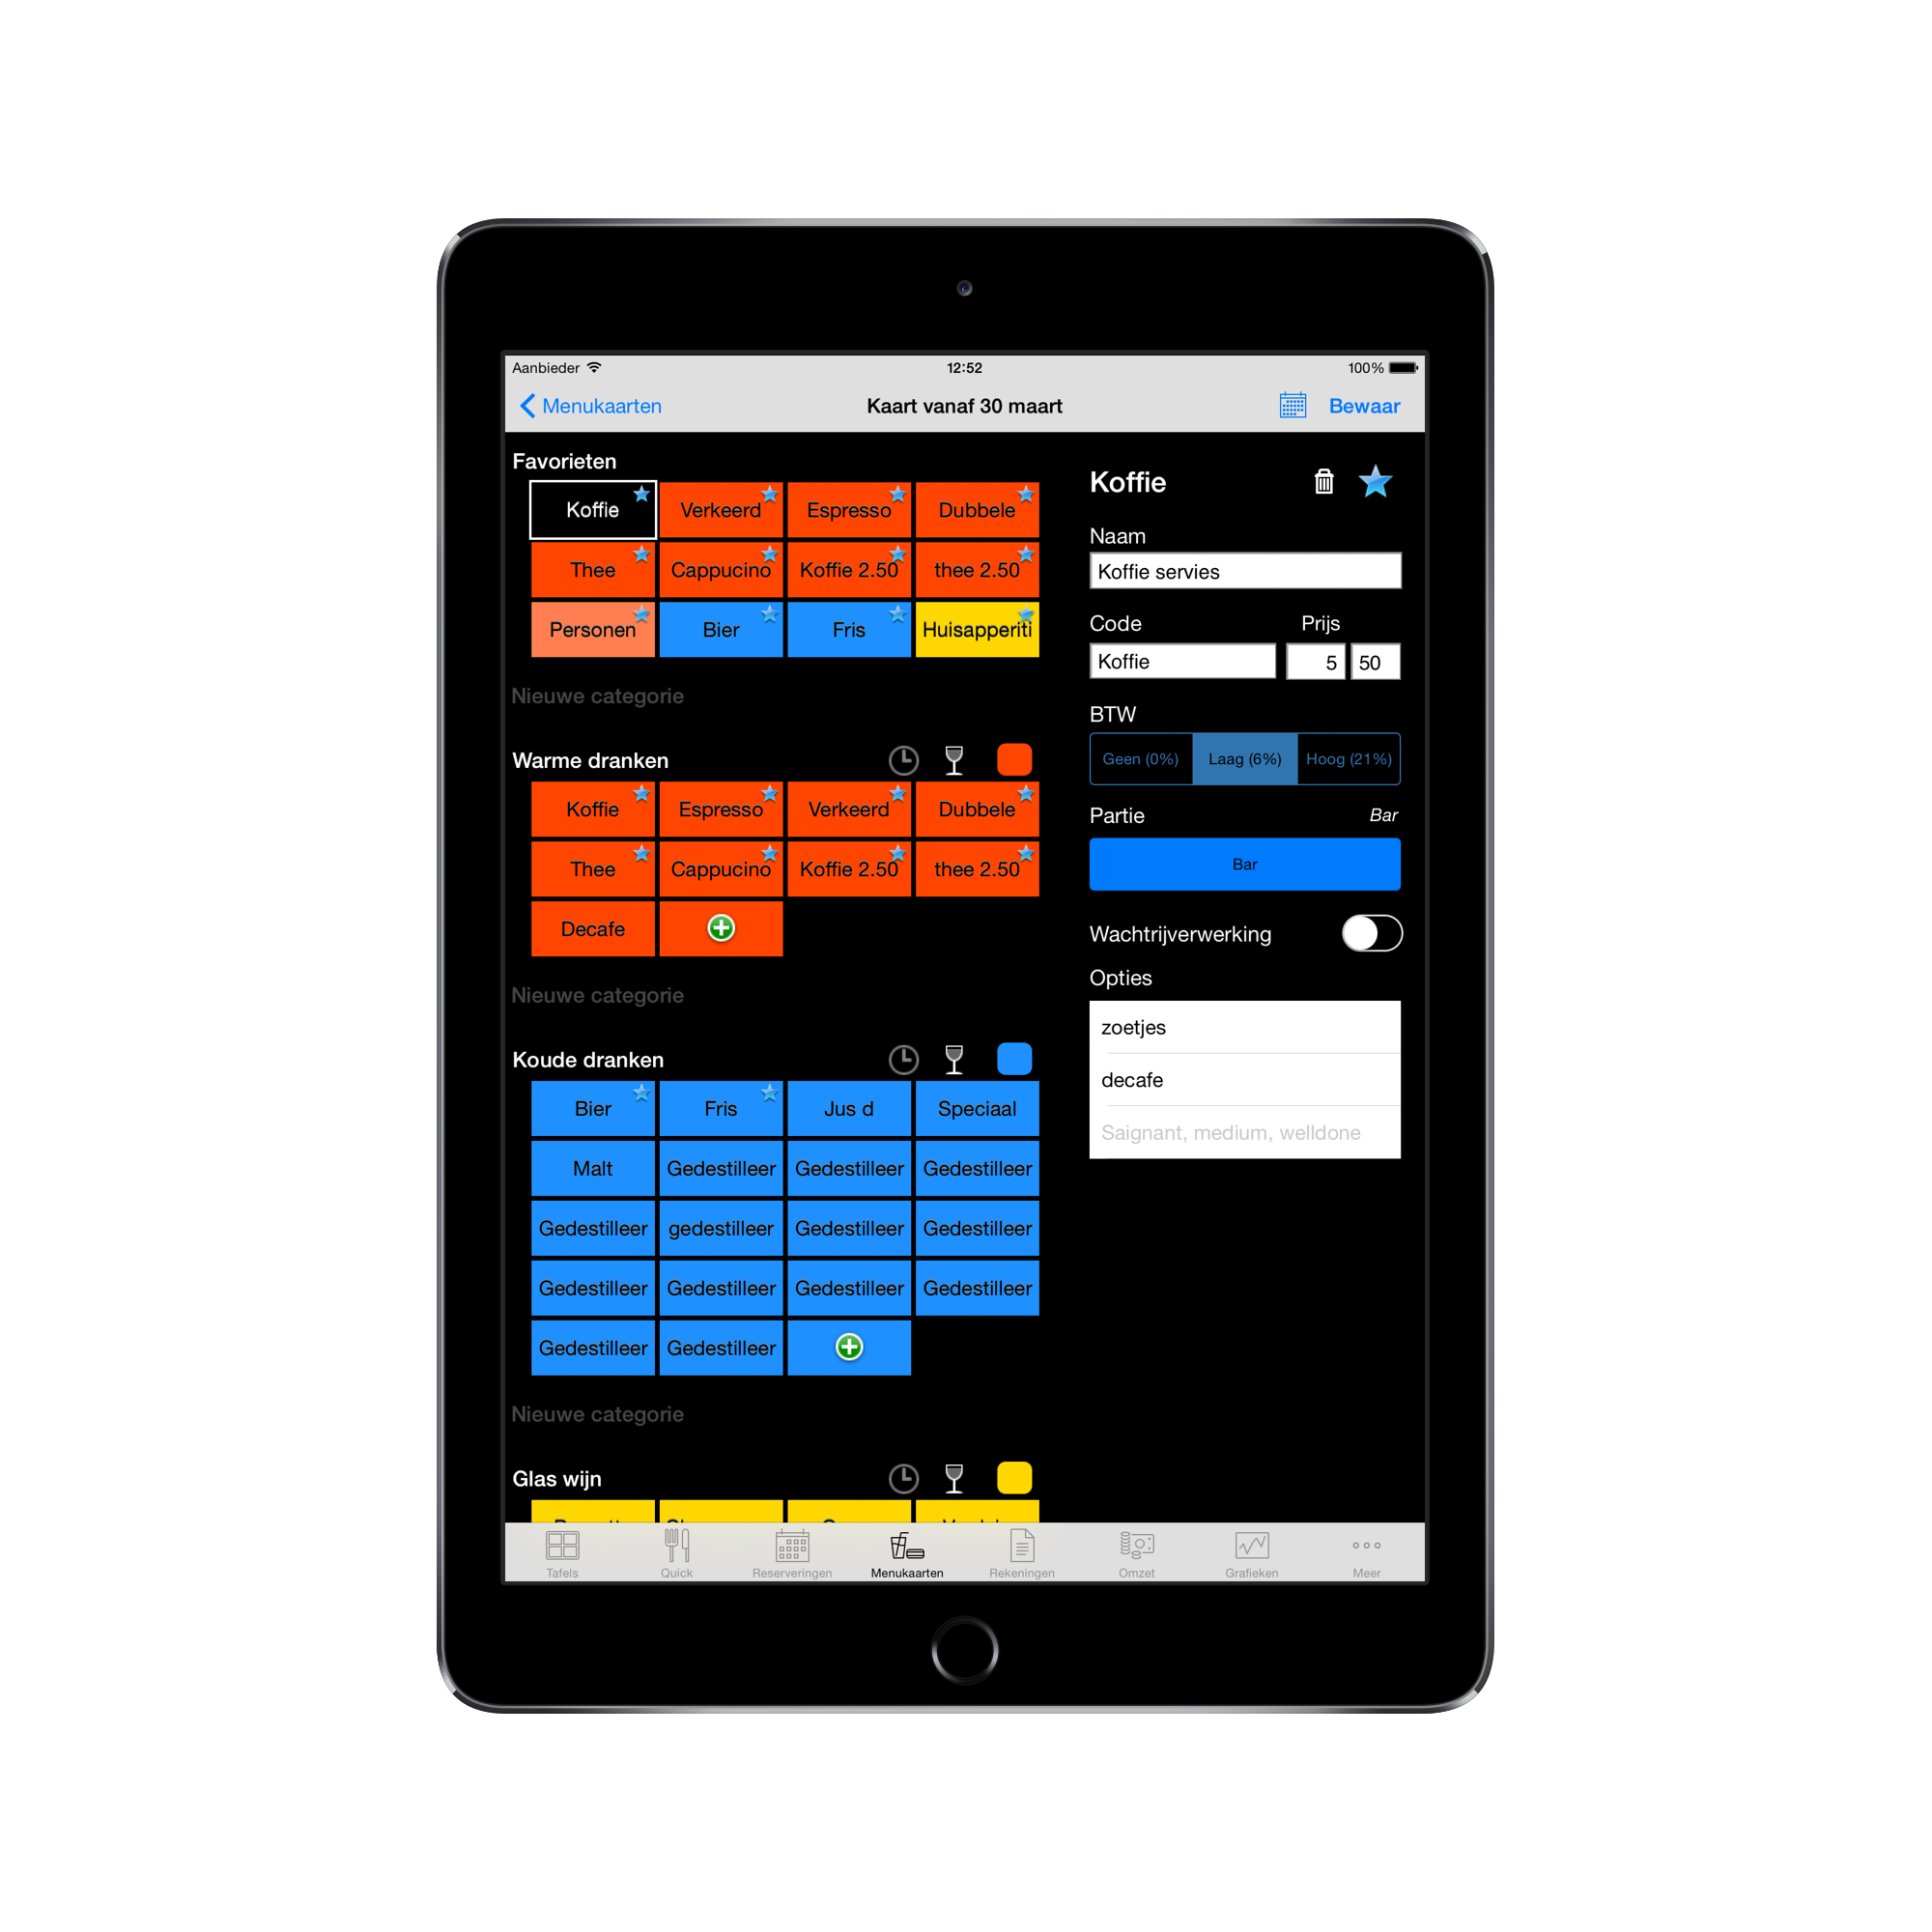 Aanbieder 12:52 100%
Menukaarten Kaart vanaf 30 maart Bewaar
Favorieten
Koffie Verkeerd Espresso Dubbele
Thee Cappucino Koffie 2.50 thee 2.50
Personen Bier Fris Huisapperiti
Nieuwe categorie
Warme dranken
Koffie Espresso Verkeerd Dubbele
Thee Cappucino Koffie 2.50 thee 2.50
Decafe
Nieuwe categorie
Koude dranken
Bier Fris Jus d Speciaal
Malt Gedestilleer Gedestilleer Gedestilleer
Gedestilleer gedestilleer Gedestilleer Gedestilleer
Gedestilleer Gedestilleer Gedestilleer Gedestilleer
Gedestilleer Gedestilleer
Nieuwe categorie
Glas wijn
Koffie
Naam
Koffie servies
Code Prijs
Koffie 5 50
BTW
Geen (0%) Laag (6%) Hoog (21%)
Partie Bar
Bar
Wachtrijverwerking
Opties
zoetjes
decafe
Saignant, medium, welldone
Tafels Quick Reserveringen Menukaarten Rekeningen Omzet Grafieken Meer